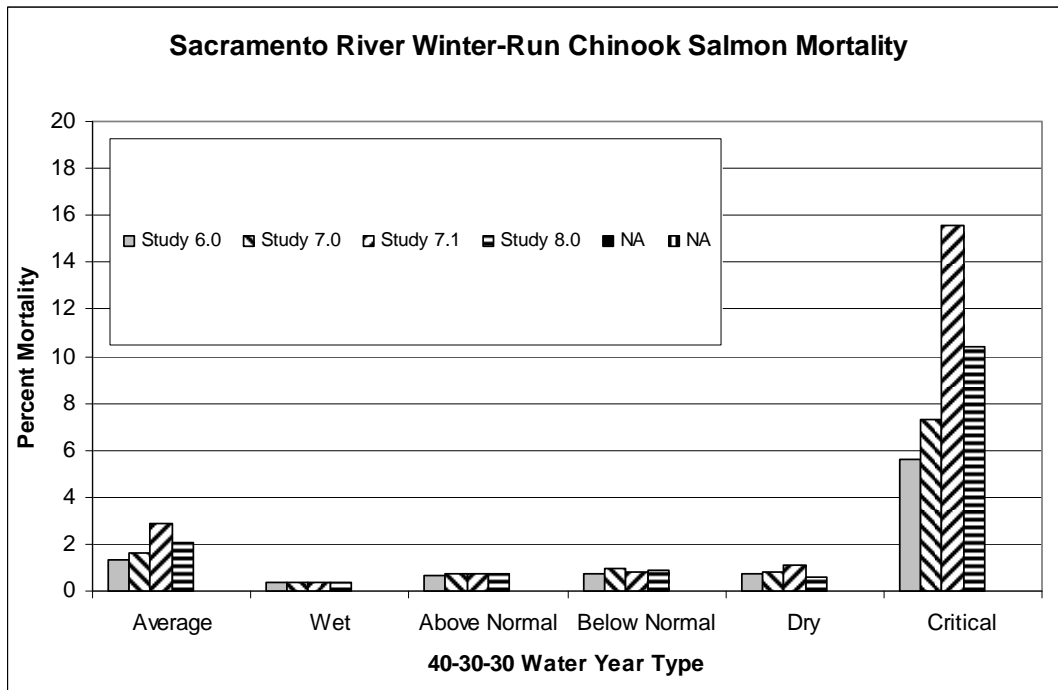 Sacramento River Winter-Run Chinook Salmon Mortality
Percent Mortality
20
18
16
14
12
10
8
6
4
2
0
Study 6.0 Study 7.0 Study 7.1 Study 8.0 NA NA
Average Wet Above Normal Below Normal Dry Critical
40-30-30 Water Year Type